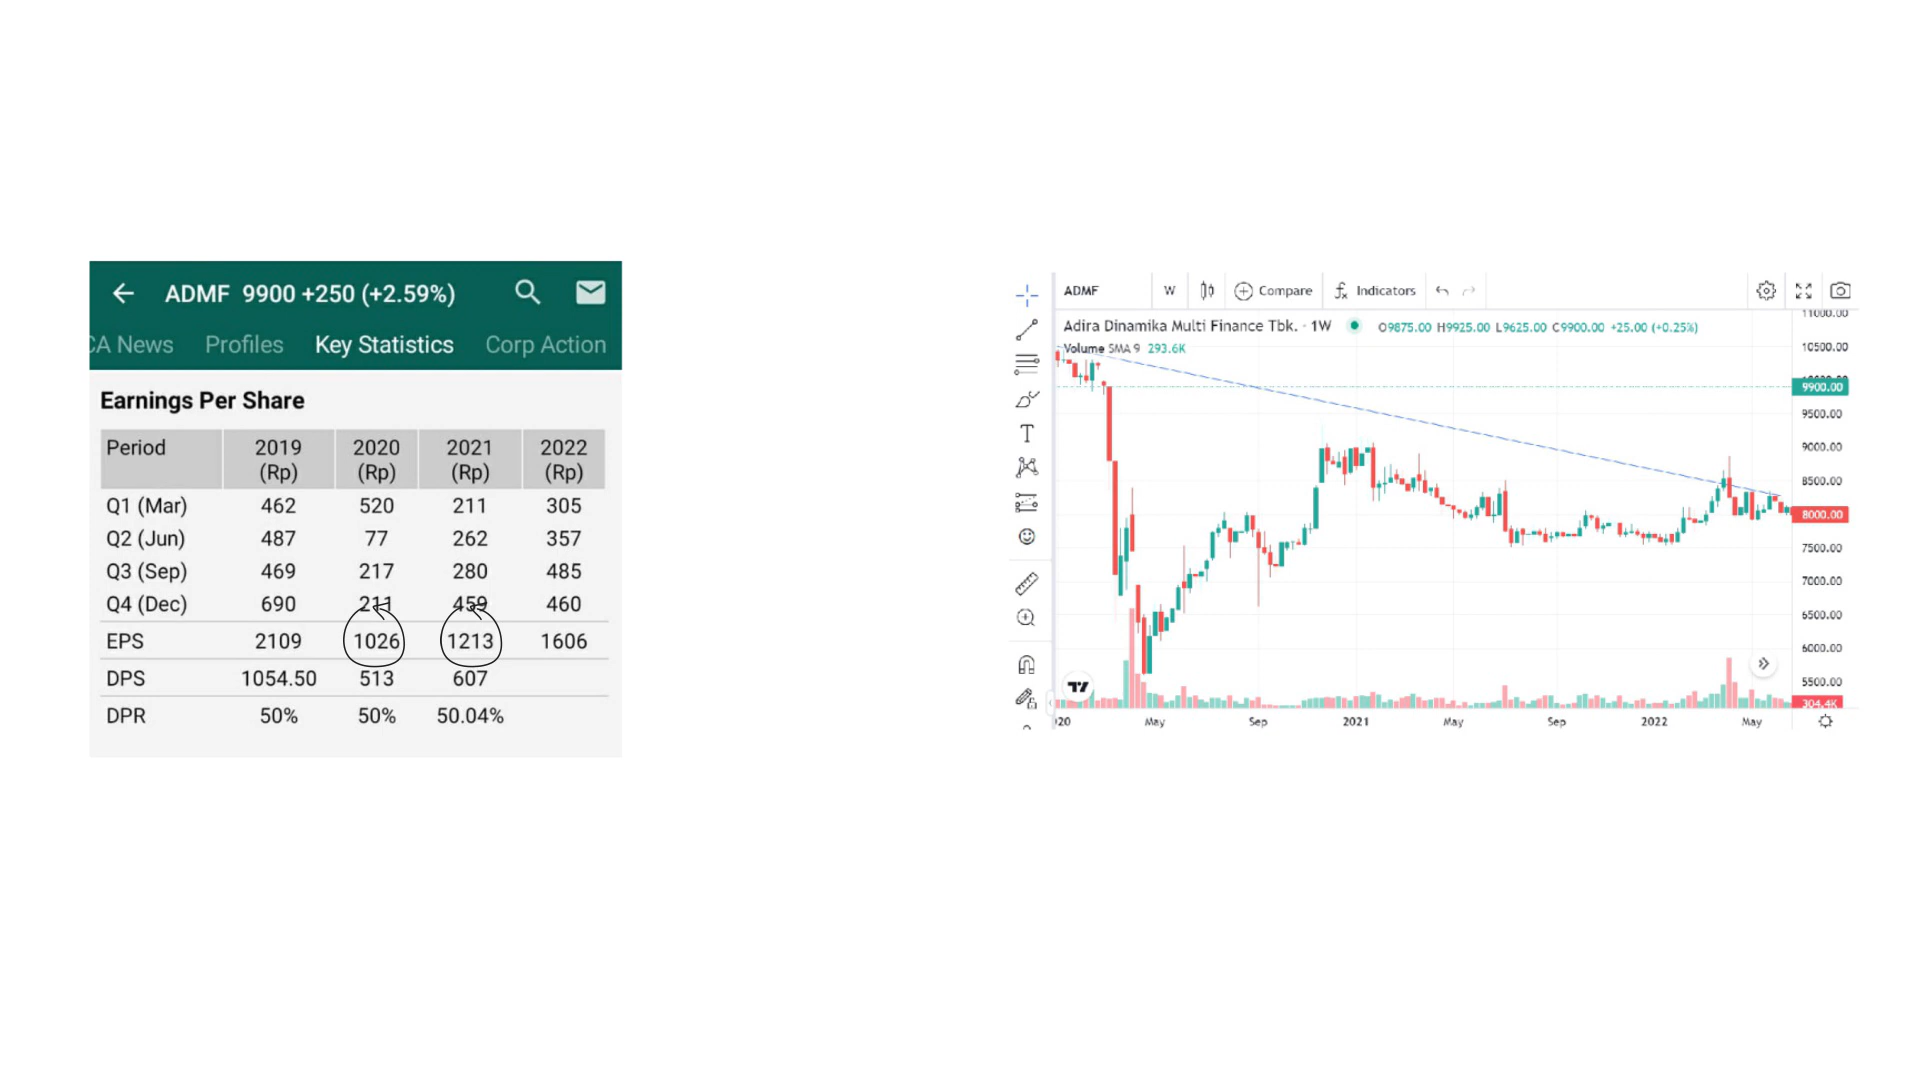 ADMF 9900 +250 (+2.59%)
CA News Profiles Key Statistics Corp Action
Earnings Per Share
Period 2019 (Rp) 2020 (Rp) 2021 (Rp) 2022 (Rp)
Q1 (Mar) 462 520 211 305
Q2 (Jun) 487 77 262 357
Q3 (Sep) 469 217 280 485
Q4 (Dec) 690 211 459 460
EPS 2109 1026 1213 1606
DPS 1054.50 513 607
DPR 50% 50% 50.04%
ADMF W Compare Indicators
Adira Dinamika Multi Finance Tbk. · 1W O9875.00 H9925.00 L9625.00 C9900.00 +25.00 (+0.25%)
Volume SMA 9 293.6K
11000.00
10500.00
9900.00
9500.00
9000.00
8500.00
8000.00
7500.00
7000.00
6500.00
6000.00
5500.00
304.4K
020 May Sep 2021 May Sep 2022 May